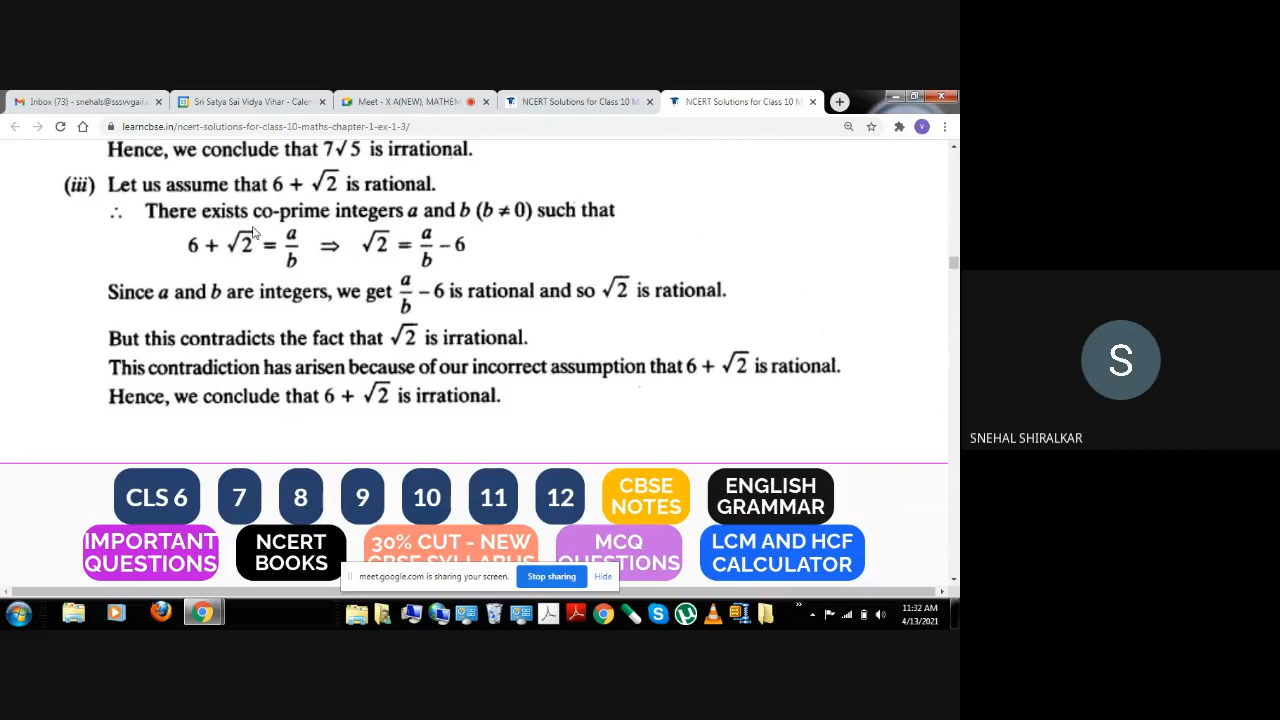 Inbox (73) - snehals@sssvvgail.c
Sri Satya Sai Vidya Vihar - Calen
Meet - X A(NEW), MATHEM
NCERT Solutions for Class 10 M
NCERT Solutions for Class 10 M
learncbse.in/ncert-solutions-for-class-10-maths-chapter-1-ex-1-3/
V
Hence, we conclude that 7√5 is irrational.
(iii) Let us assume that 6 + √2 is rational.
∴ There exists co-prime integers a and b (b ≠ 0) such that
6 + √2 = a/b ⇒ √2 = a/b – 6
Since a and b are integers, we get a/b – 6 is rational and so √2 is rational.
But this contradicts the fact that √2 is irrational.
This contradiction has arisen because of our incorrect assumption that 6 + √2 is rational.
Hence, we conclude that 6 + √2 is irrational.
S
SNEHAL SHIRALKAR
CLS 6 7 8 9 10 11 12 CBSE NOTES ENGLISH GRAMMAR
IMPORTANT QUESTIONS NCERT BOOKS 30% CUT - NEW CBSE SYLLABUS MCQ QUESTIONS LCM AND HCF CALCULATOR
meet.google.com is sharing your screen. Stop sharing Hide
11:32 AM
4/13/2021